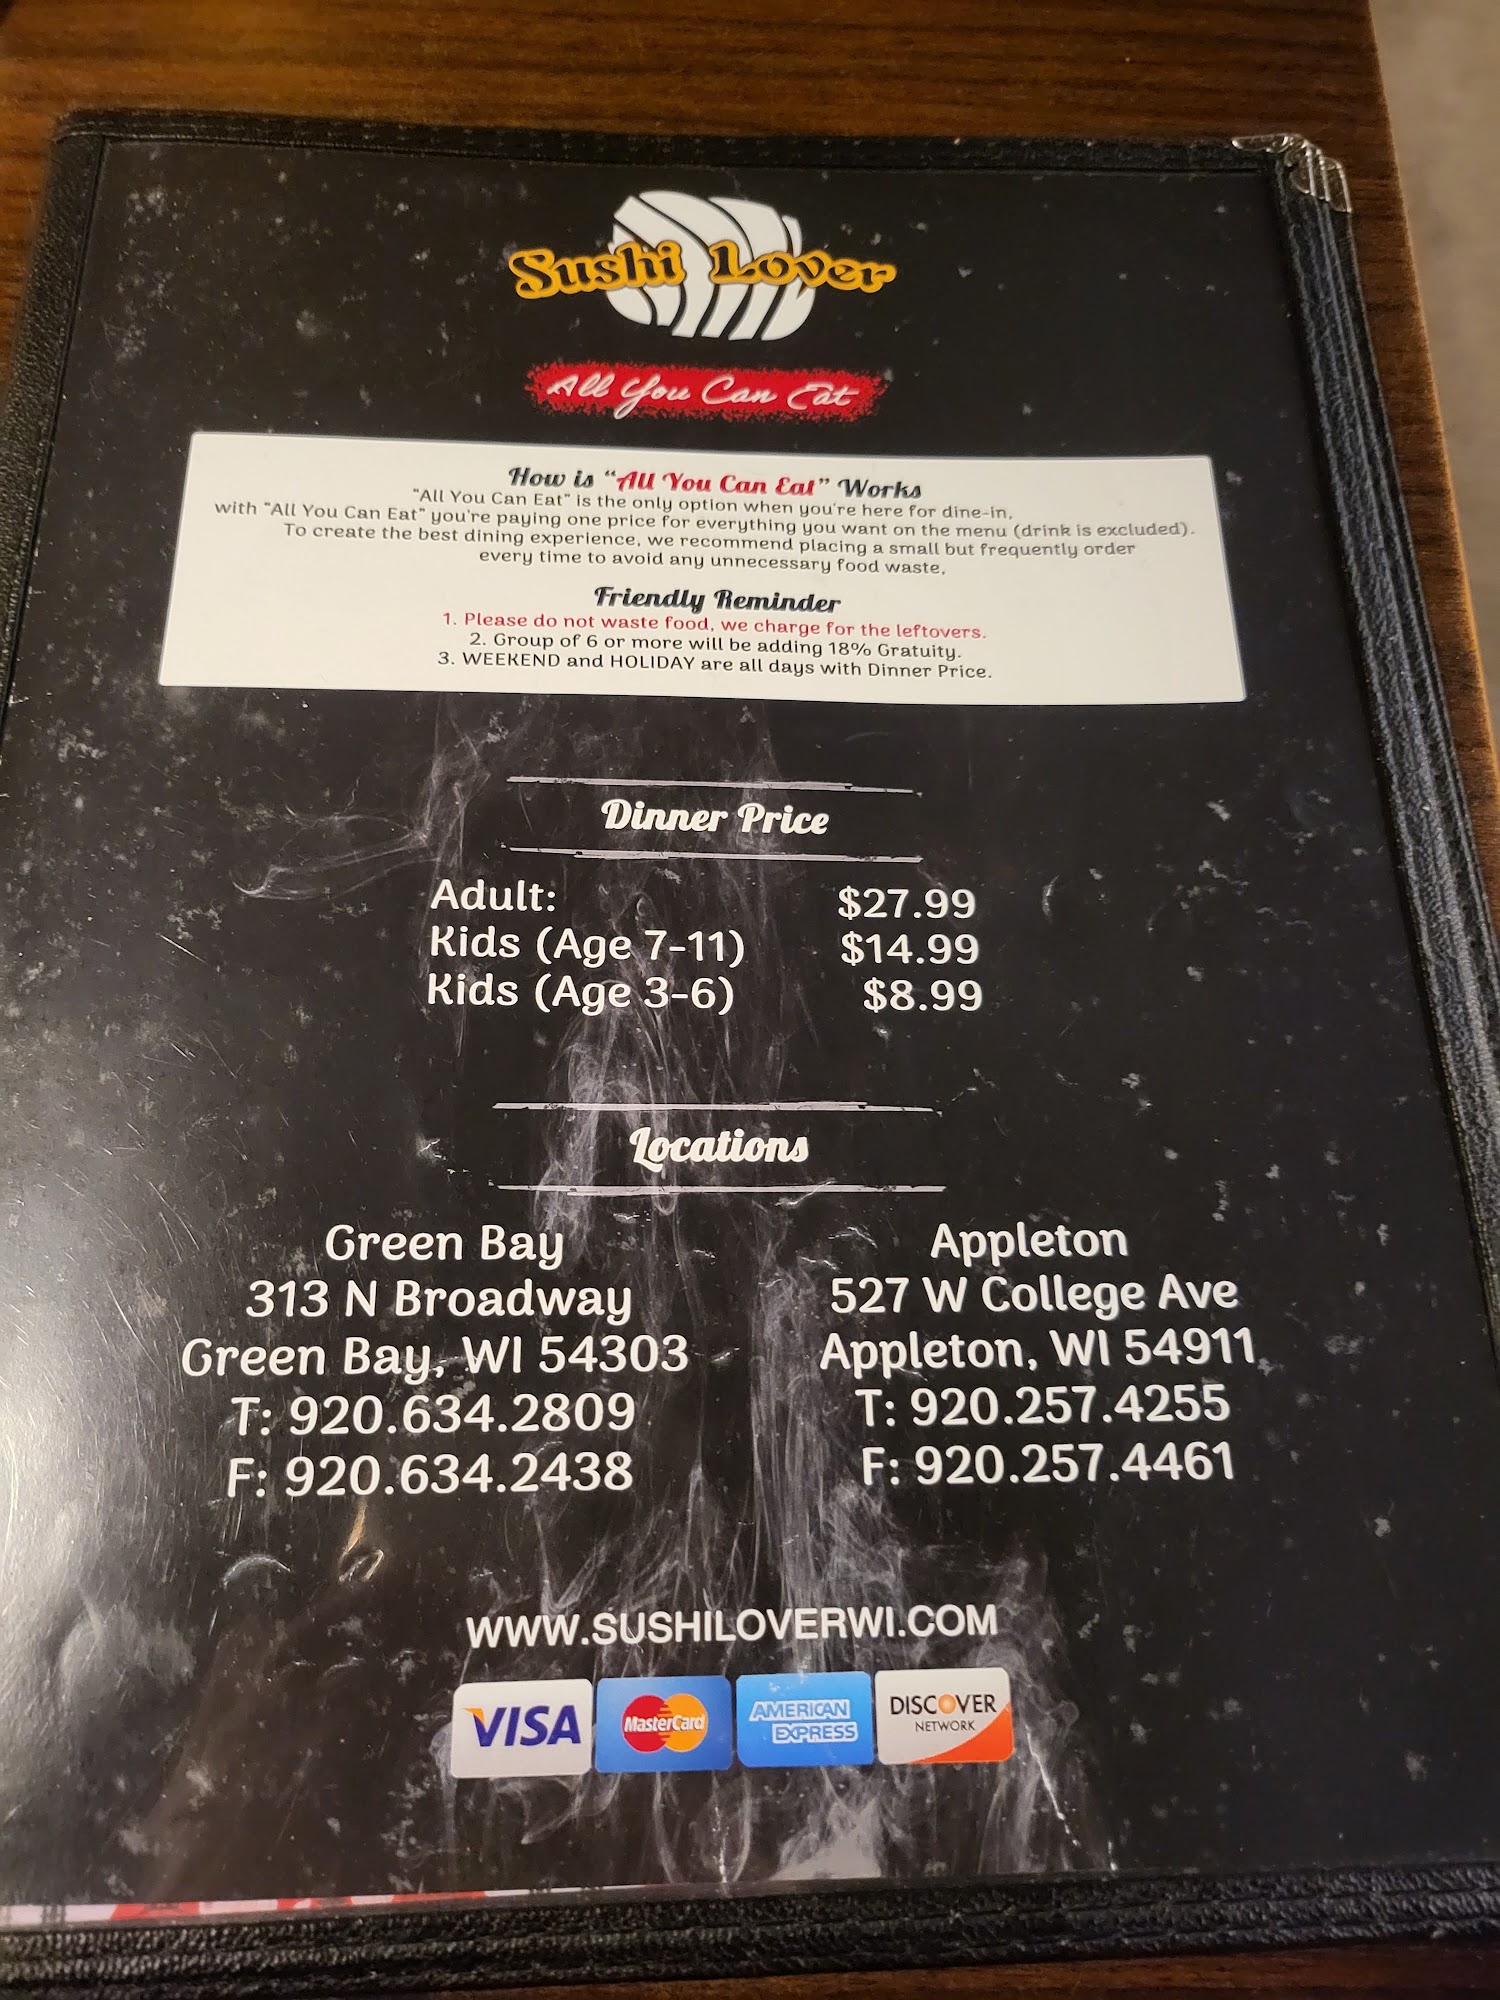 Sushi Lover
All You Can Eat
How is "All You Can Eat" Works
"All You Can Eat" is the only option when you're here for dine-in,
with "All You Can Eat" you're paying one price for everything you want on the menu (drink is excluded).
To create the best dining experience, we recommend placing a small but frequently order
every time to avoid any unnecessary food waste,
Friendly Reminder
1. Please do not waste food, we charge for the leftovers.
2. Group of 6 or more will be adding 18% Gratuity.
3. WEEKEND and HOLIDAY are all days with Dinner Price.
Dinner Price
Adult: $27.99
Kids (Age 7-11) $14.99
Kids (Age 3-6) $8.99
Locations
Green Bay
313 N Broadway
Green Bay, WI 54303
T: 920.634.2809
F: 920.634.2438
Appleton
527 W College Ave
Appleton, WI 54911
T: 920.257.4255
F: 920.257.4461
WWW.SUSHILOVERWI.COM
VISA
MasterCard
AMERICAN
EXPRESS
DISCOVER
NETWORK